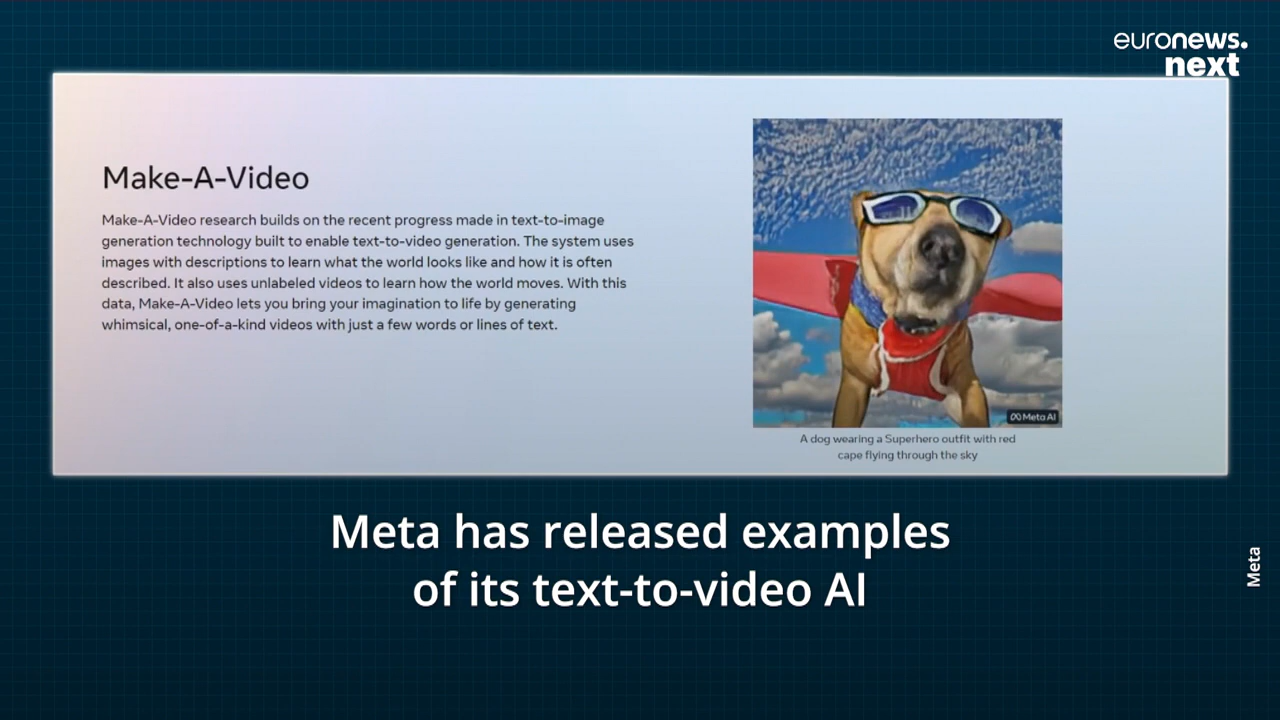 euronews.
next
Make-A-Video
Make-A-Video research builds on the recent progress made in text-to-image
generation technology built to enable text-to-video generation. The system uses
images with descriptions to learn what the world looks like and how it is often
described. It also uses unlabeled videos to learn how the world moves. With this
data, Make-A-Video lets you bring your imagination to life by generating
whimsical, one-of-a-kind videos with just a few words or lines of text.
Meta AI
A dog wearing a Superhero outfit with red
cape flying through the sky
Meta has released examples
of its text-to-video AI
Meta